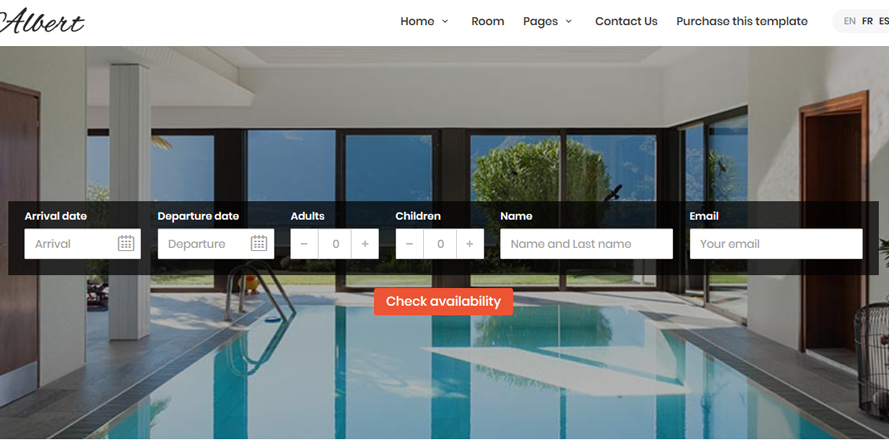 Albert
Home Room Pages Contact Us Purchase this template EN FR ES
Arrival date Departure date Adults Children Name Email
Arrival Departure − 0 + − 0 + Name and Last name Your email
Check availability